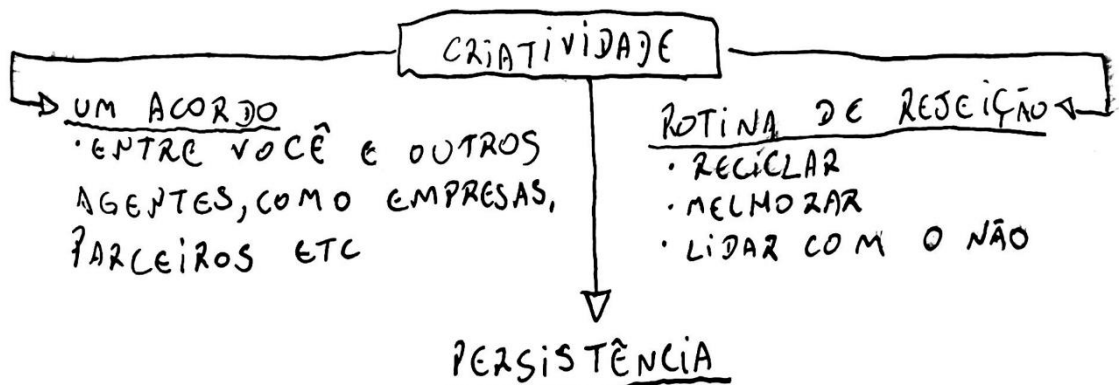 CRIATIVIDADE
UM ACORDO
• ENTRE VOCÊ E OUTROS
AGENTES, COMO EMPRESAS,
PARCEIROS ETC
ROTINA DE REJEIÇÃO
• RECICLAR
• MELHORAR
• LIDAR COM O NÃO
PERSISTÊNCIA